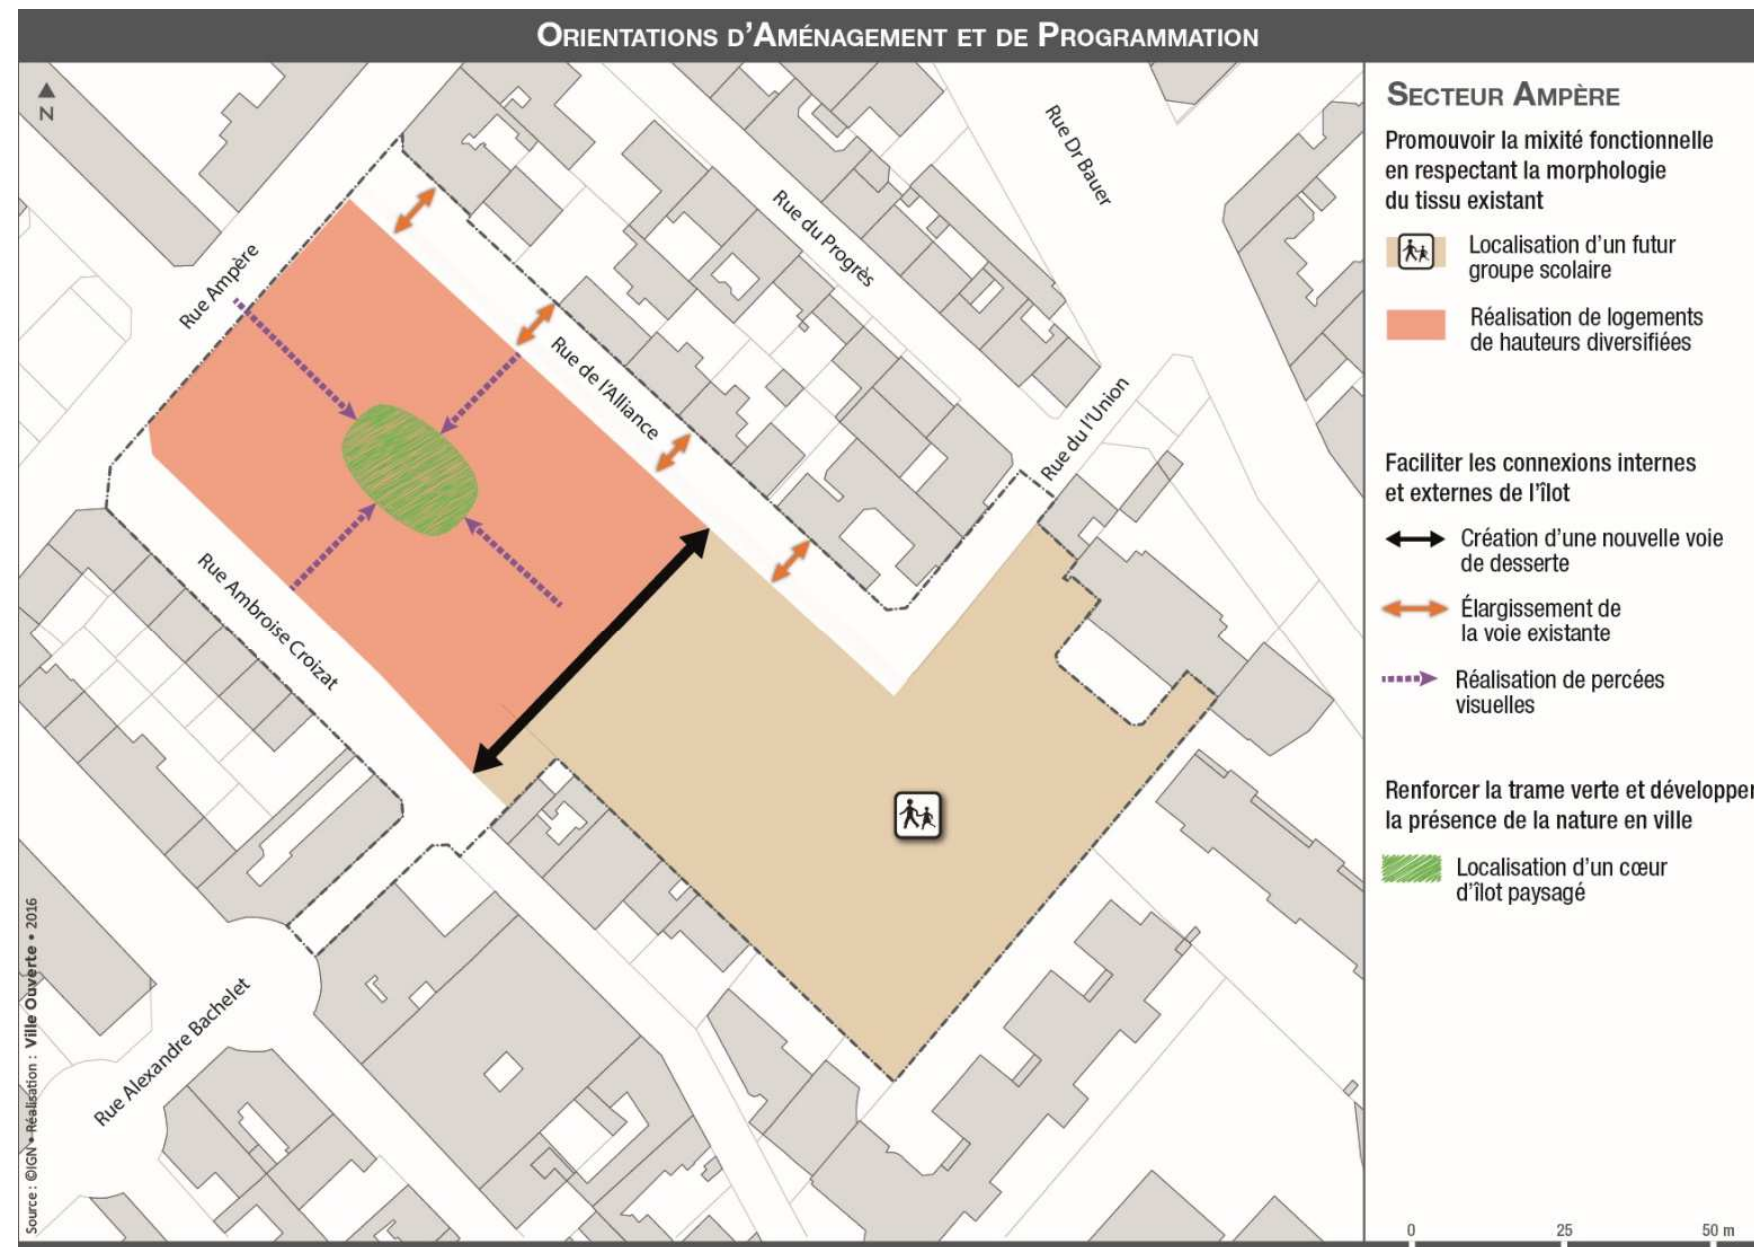 ORIENTATIONS D'AMÉNAGEMENT ET DE PROGRAMMATION
N
Rue Ampère
Rue du Progrès
Rue Dr Bauer
Rue de l'Alliance
Rue du l'Union
Rue Ambroise Croizat
Rue Alexandre Bachelet
Source : ©IGN • Réalisation : Ville Ouverte • 2016
SECTEUR AMPÈRE
Promouvoir la mixité fonctionnelle
en respectant la morphologie
du tissu existant
Localisation d'un futur
groupe scolaire
Réalisation de logements
de hauteurs diversifiées
Faciliter les connexions internes
et externes de l'îlot
Création d'une nouvelle voie
de desserte
Élargissement de
la voie existante
Réalisation de percées
visuelles
Renforcer la trame verte et développer
la présence de la nature en ville
Localisation d'un cœur
d'îlot paysagé
0 25 50 m